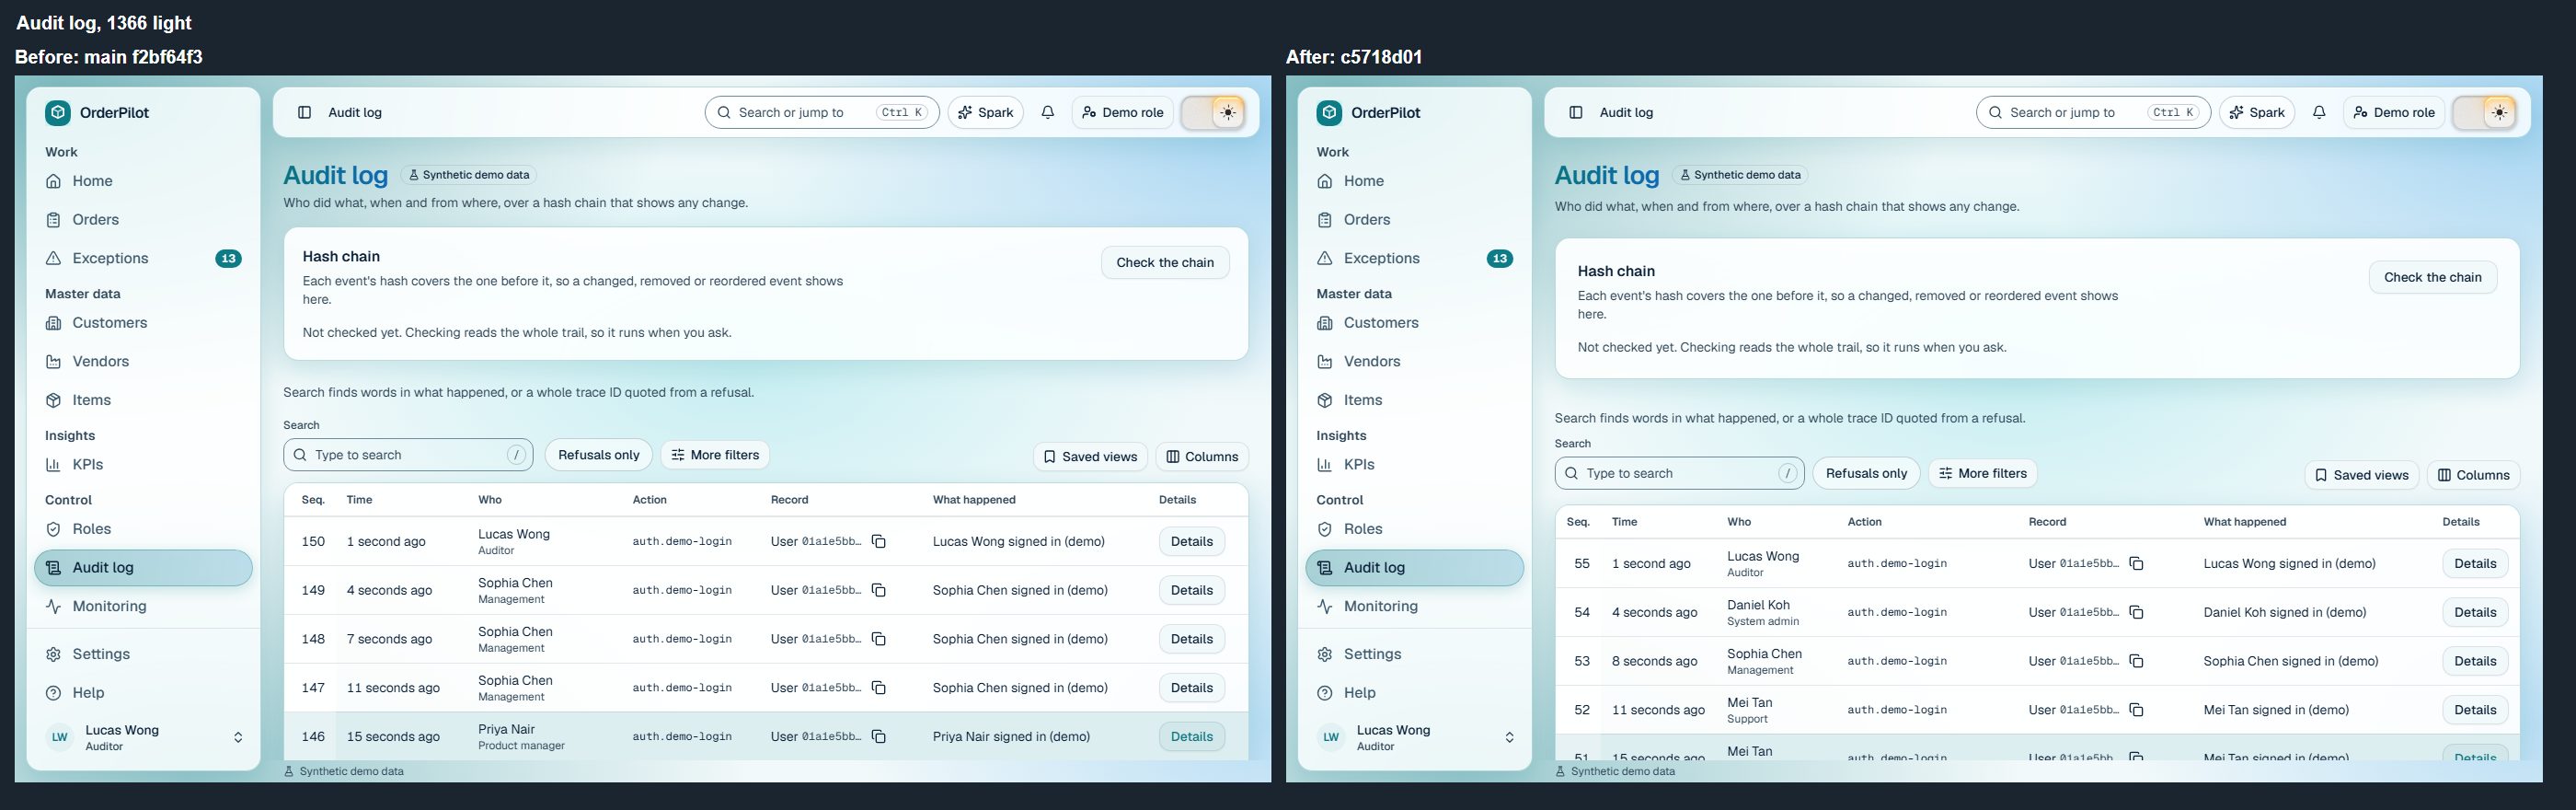 Audit log, 1366 light
Before: main f2bf64f3
OrderPilot
Work
Home
Orders
Exceptions 13
Master data
Customers
Vendors
Items
Insights
KPIs
Control
Roles
Audit log
Monitoring
Settings
Help
LW Lucas Wong
Auditor
Audit log Search or jump to Ctrl K Spark Demo role
Audit log Synthetic demo data
Who did what, when and from where, over a hash chain that shows any change.
Hash chain Check the chain
Each event's hash covers the one before it, so a changed, removed or reordered event shows
here.
Not checked yet. Checking reads the whole trail, so it runs when you ask.
Search finds words in what happened, or a whole trace ID quoted from a refusal.
Search
Type to search / Refusals only More filters Saved views Columns
Seq. Time Who Action Record What happened Details
150 1 second ago Lucas Wong Auditor auth.demo-login User 01a1e5bb… Lucas Wong signed in (demo) Details
149 4 seconds ago Sophia Chen Management auth.demo-login User 01a1e5bb… Sophia Chen signed in (demo) Details
148 7 seconds ago Sophia Chen Management auth.demo-login User 01a1e5bb… Sophia Chen signed in (demo) Details
147 11 seconds ago Sophia Chen Management auth.demo-login User 01a1e5bb… Sophia Chen signed in (demo) Details
146 15 seconds ago Priya Nair Product manager auth.demo-login User 01a1e5bb… Priya Nair signed in (demo) Details
Synthetic demo data
After: c5718d01
OrderPilot
Work
Home
Orders
Exceptions 13
Master data
Customers
Vendors
Items
Insights
KPIs
Control
Roles
Audit log
Monitoring
Settings
Help
LW Lucas Wong
Auditor
Audit log Search or jump to Ctrl K Spark Demo role
Audit log Synthetic demo data
Who did what, when and from where, over a hash chain that shows any change.
Hash chain Check the chain
Each event's hash covers the one before it, so a changed, removed or reordered event shows
here.
Not checked yet. Checking reads the whole trail, so it runs when you ask.
Search finds words in what happened, or a whole trace ID quoted from a refusal.
Search
Type to search / Refusals only More filters Saved views Columns
Seq. Time Who Action Record What happened Details
55 1 second ago Lucas Wong Auditor auth.demo-login User 01a1e5bb… Lucas Wong signed in (demo) Details
54 4 seconds ago Daniel Koh System admin auth.demo-login User 01a1e5bb… Daniel Koh signed in (demo) Details
53 8 seconds ago Sophia Chen Management auth.demo-login User 01a1e5bb… Sophia Chen signed in (demo) Details
52 11 seconds ago Mei Tan Support auth.demo-login User 01a1e5bb… Mei Tan signed in (demo) Details
51 15 seconds ago Mei Tan auth.demo-login User 01a1e5bb… Mei Tan signed in (demo) Details
Synthetic demo data